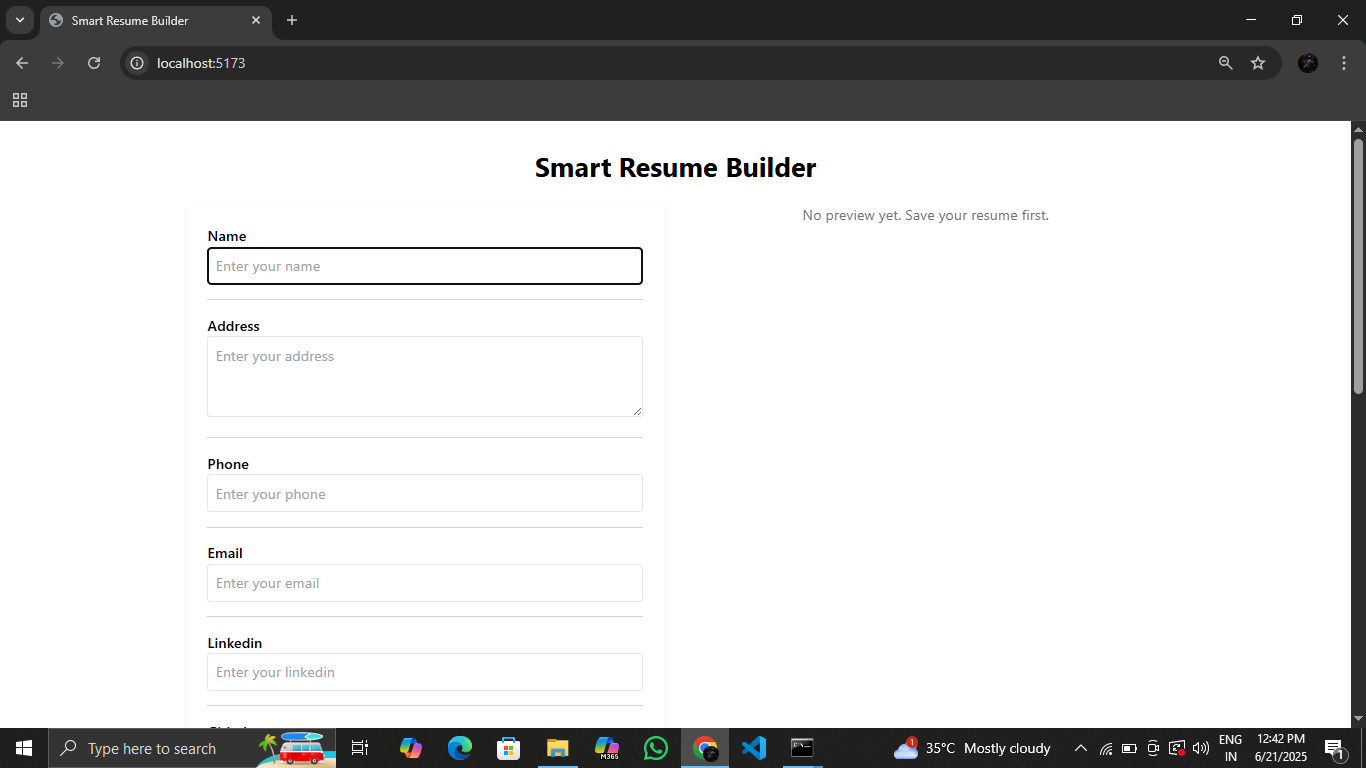 Smart Resume Builder
localhost:5173
Smart Resume Builder
Name
Enter your name
Address
Enter your address
Phone
Enter your phone
Email
Enter your email
Linkedin
Enter your linkedin
No preview yet. Save your resume first.
Type here to search
M365
1
35°C Mostly cloudy
ENG
IN
12:42 PM
6/21/2025
1